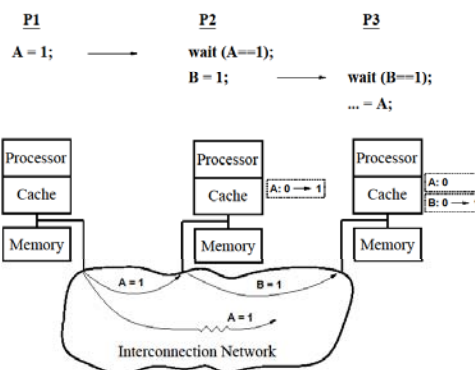 P1 P2 P3
A = 1; wait (A==1);
B = 1; wait (B==1);
... = A;
Processor Processor Processor
Cache Cache Cache
A: 0 → 1
A: 0
B: 0 →
Memory Memory Memory
A = 1 B = 1
A = 1
Interconnection Network